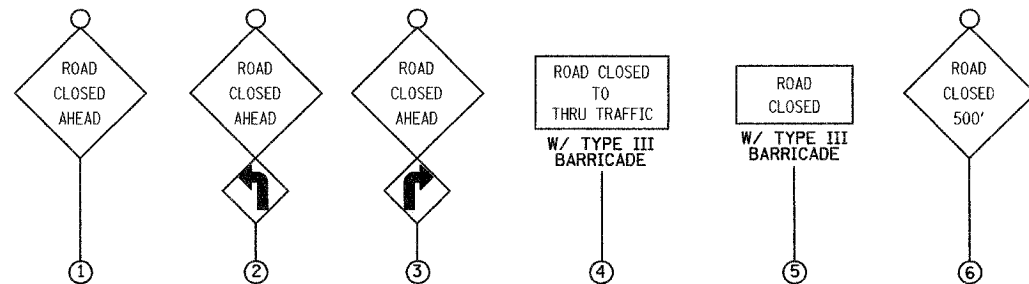 ROAD
CLOSED
AHEAD
ROAD
CLOSED
AHEAD
ROAD
CLOSED
AHEAD
ROAD CLOSED
TO
THRU TRAFFIC
W/ TYPE III
BARRICADE
ROAD
CLOSED
W/ TYPE III
BARRICADE
ROAD
CLOSED
500'
1
2
3
4
5
6